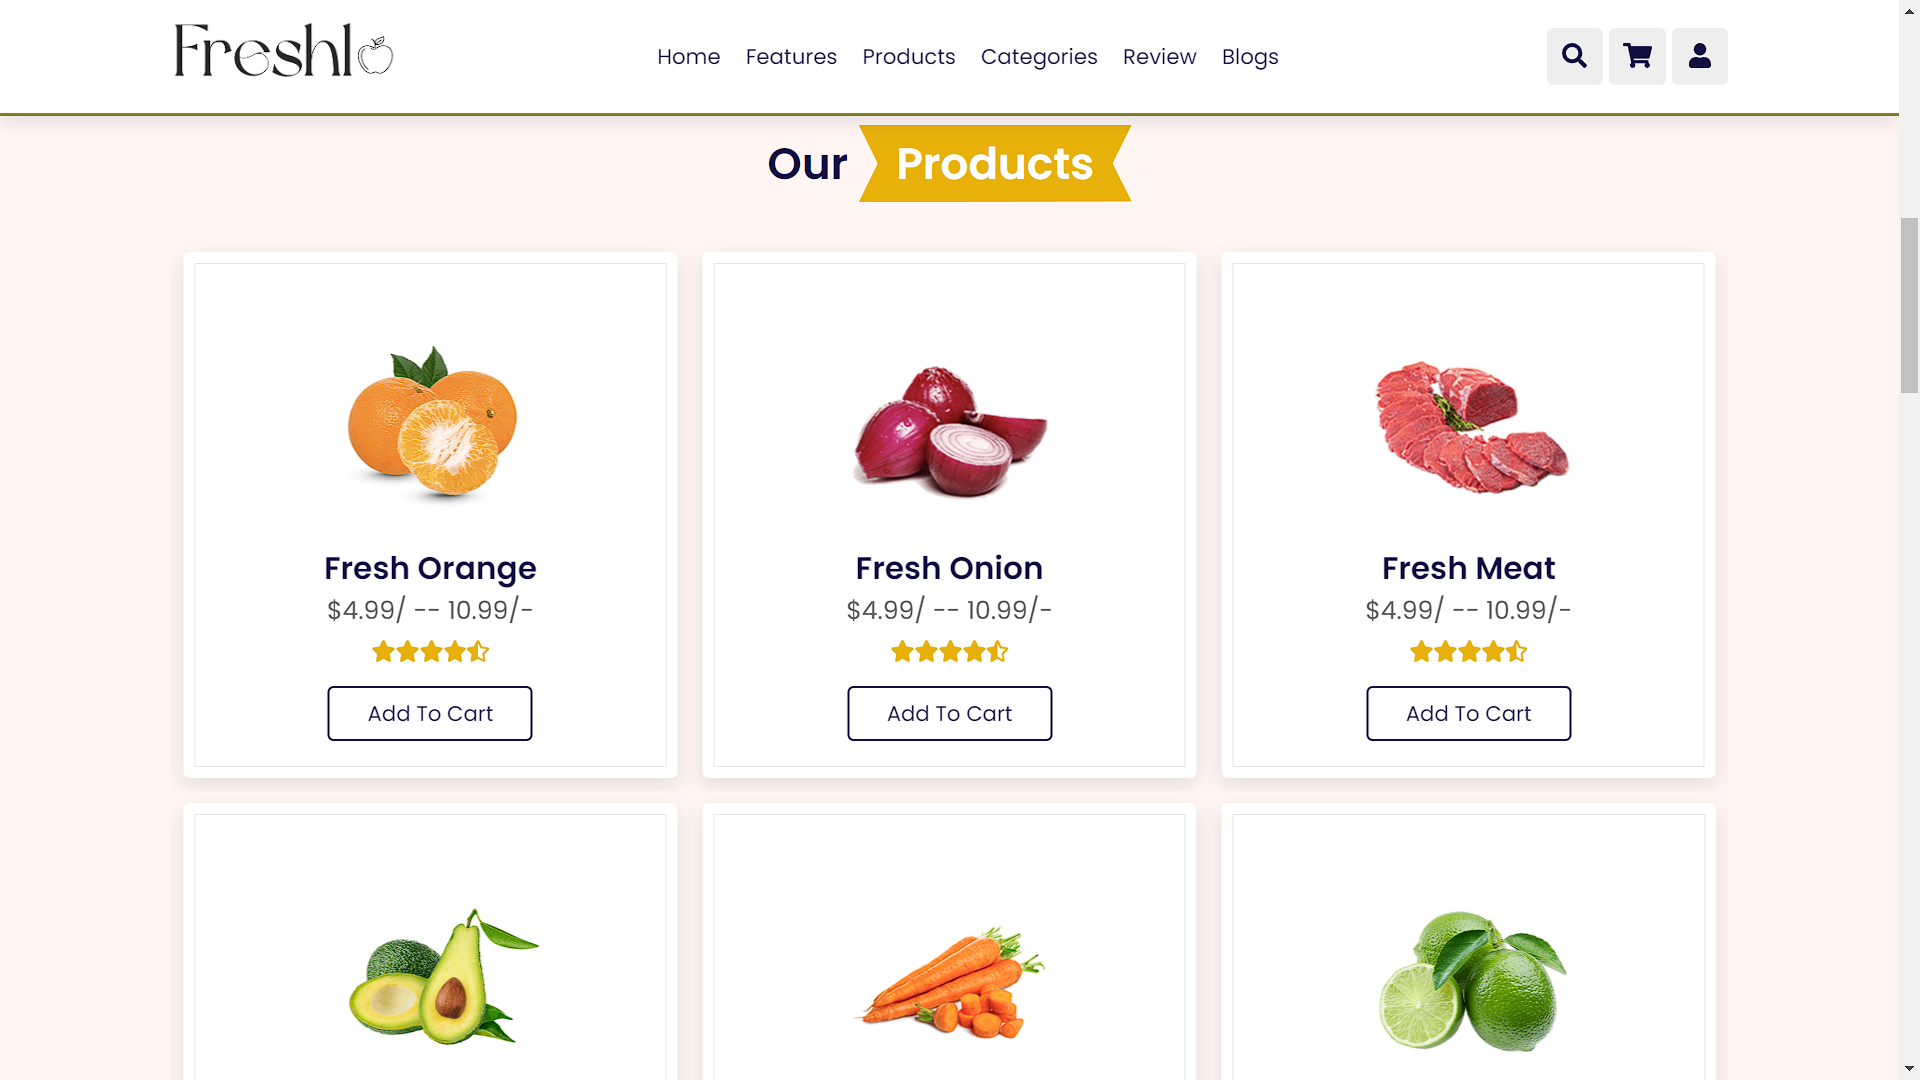 Freshl
Home Features Products Categories Review Blogs
Our Products
Fresh Orange
$4.99/ -- 10.99/-
Add To Cart
Fresh Onion
$4.99/ -- 10.99/-
Add To Cart
Fresh Meat
$4.99/ -- 10.99/-
Add To Cart